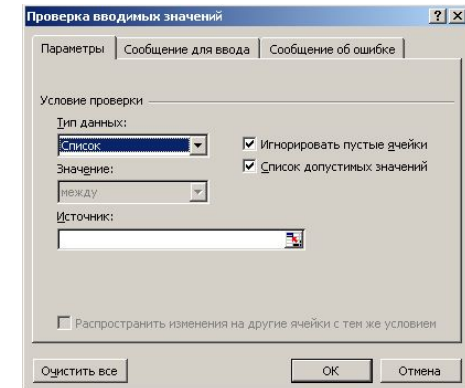 Проверка вводимых значений
Параметры Сообщение для ввода Сообщение об ошибке
Условие проверки
Тип данных:
Список
Игнорировать пустые ячейки
Значение:
Список допустимых значений
между
Источник:
Распространить изменения на другие ячейки с тем же условием
Очистить все ОК Отмена